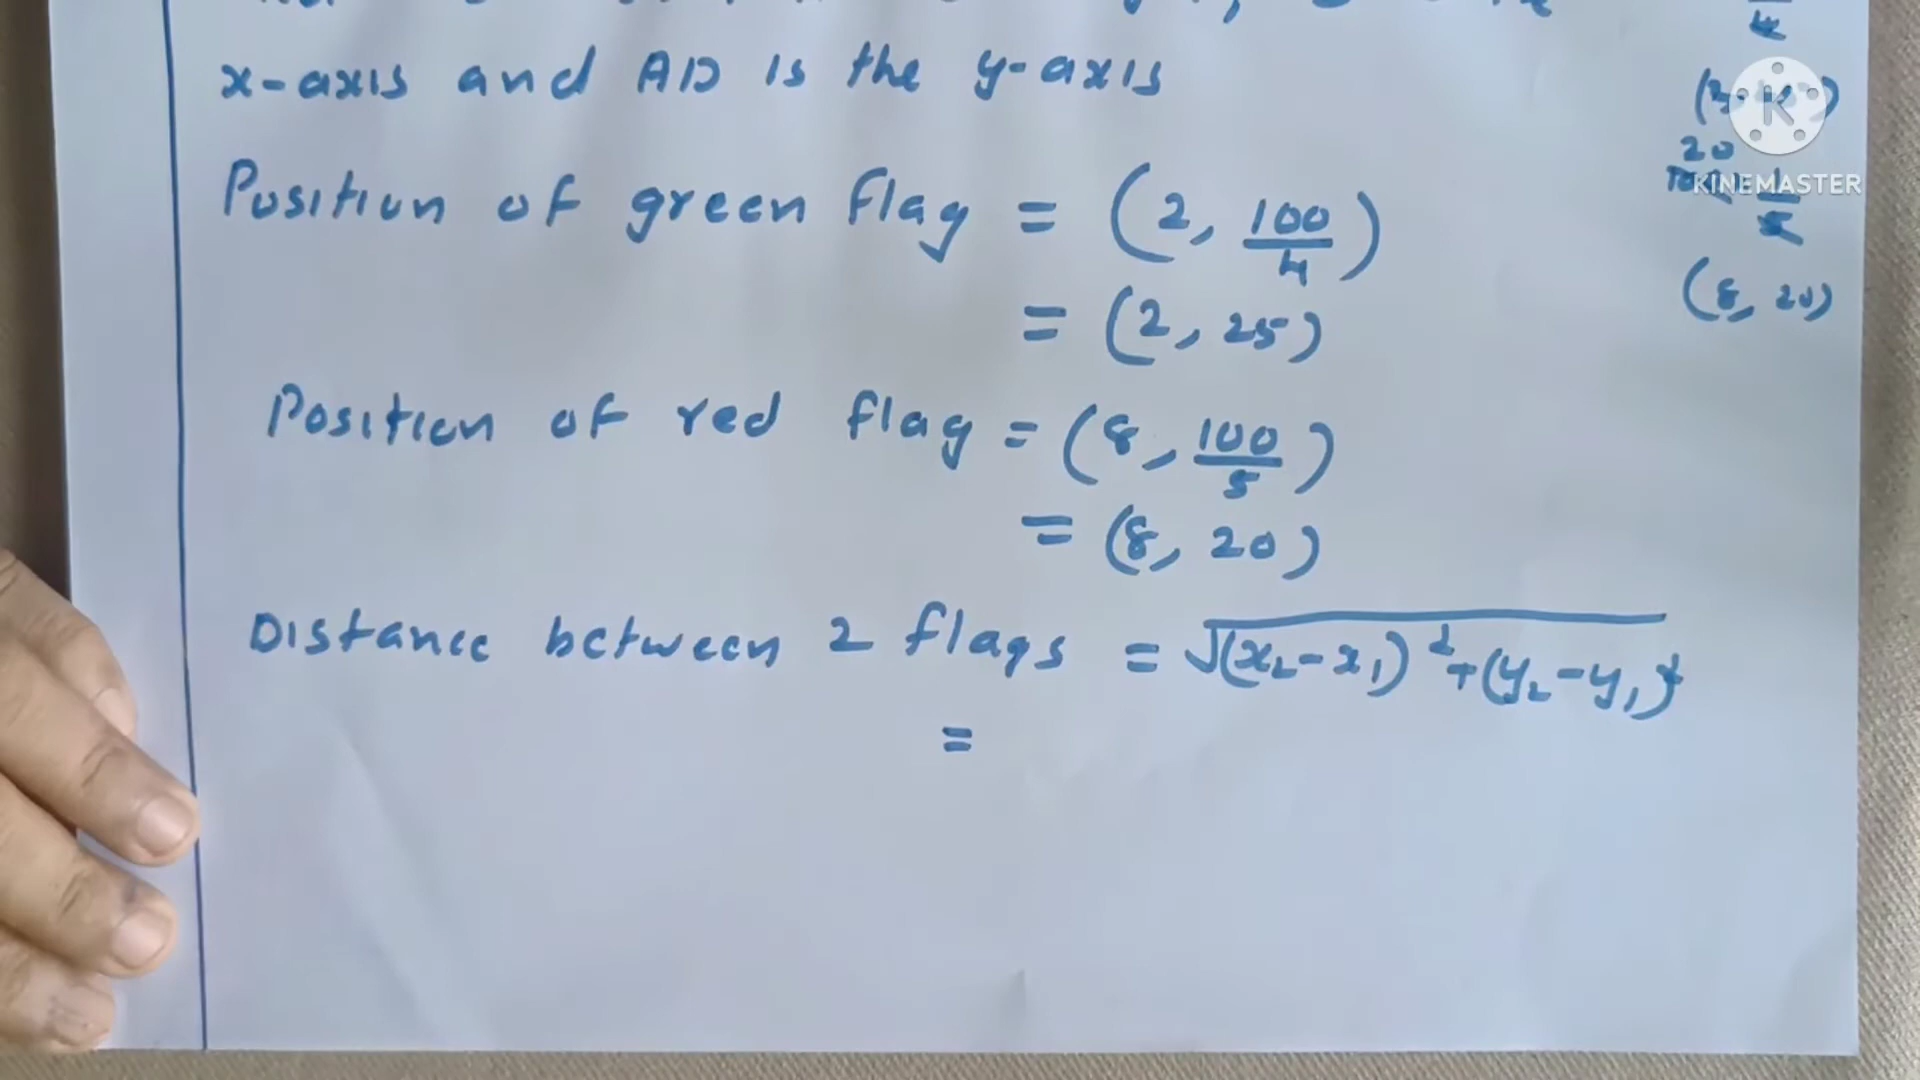 x-axis and AD is the y-axis
Position of green flag = (2, 100/4)
= (2, 25)
Position of red flag = (8, 100/5)
= (8, 20)
Distance between 2 flags = √(x₂-x₁)² + (y₂-y₁)²
=
20
(8, 20)
K
KINEMASTER